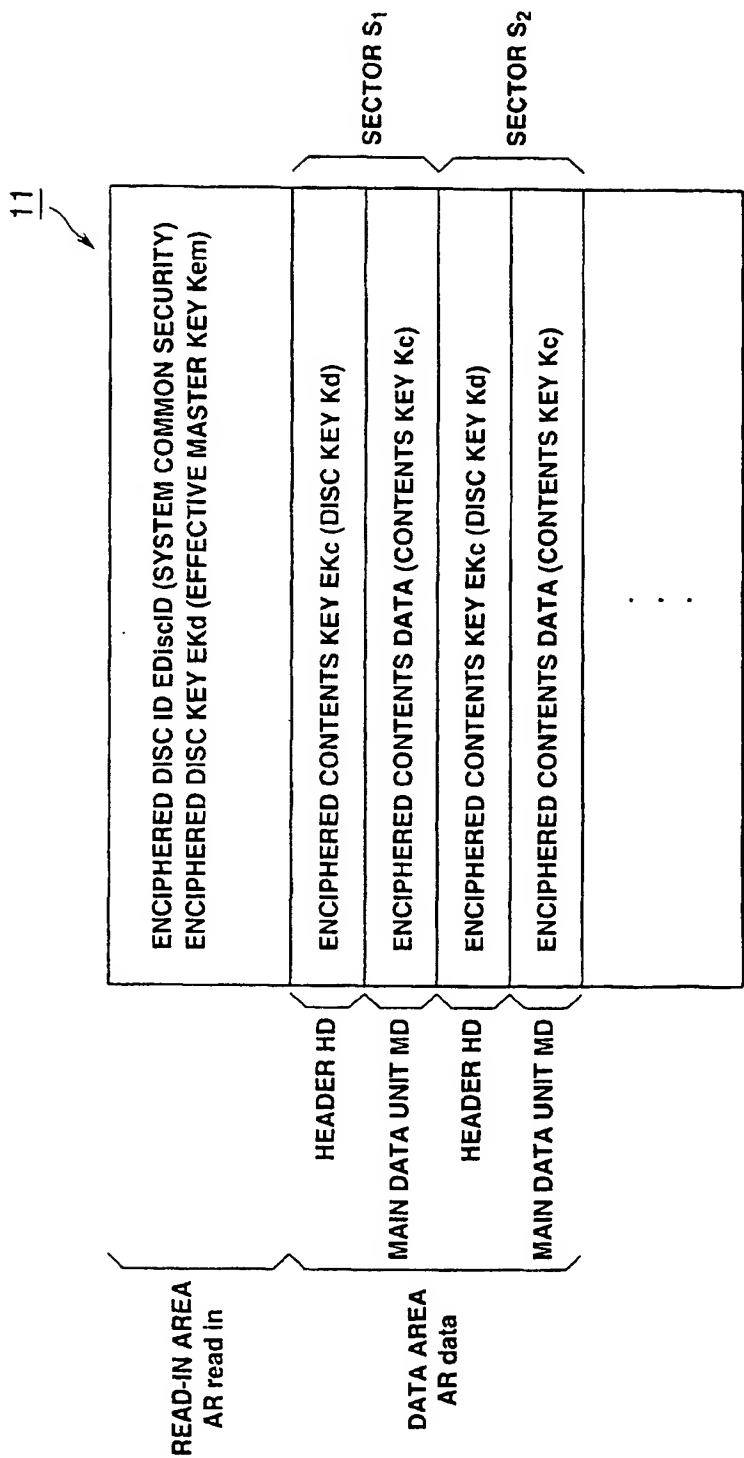 11
READ-IN AREA
AR read in
ENCIPHERED DISC ID EDiscID (SYSTEM COMMON SECURITY)
ENCIPHERED DISC KEY EKd (EFFECTIVE MASTER KEY Kem)
DATA AREA
AR data
HEADER HD
ENCIPHERED CONTENTS KEY EKc (DISC KEY Kd)
MAIN DATA UNIT MD
ENCIPHERED CONTENTS DATA (CONTENTS KEY Kc)
SECTOR S1
HEADER HD
ENCIPHERED CONTENTS KEY EKc (DISC KEY Kd)
MAIN DATA UNIT MD
ENCIPHERED CONTENTS DATA (CONTENTS KEY Kc)
SECTOR S2
. . .